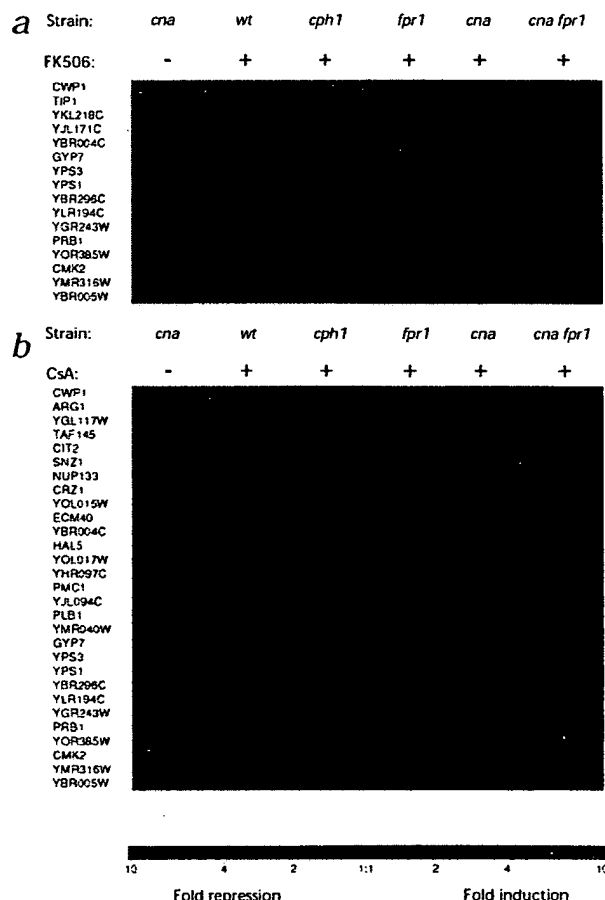 a Strain: cna wt cph1 fpr1 cna cna fpr1
FK506: - + + + + +
CWP1
TIP1
YKL218C
YJL171C
YBR004C
GYP7
YPS3
YPS1
YBR296C
YLR194C
YGR243W
PRB1
YOR385W
CMK2
YMR316W
YBR005W
b Strain: cna wt cph1 fpr1 cna cna fpr1
CsA: - + + + + +
CWP1
ARG1
YGL117W
TAF145
CIT2
SNZ1
NUP133
CRZ1
YOL015W
ECM40
YBR004C
HAL5
YOL017W
YHR097C
PMC1
YJL094C
PLB1
YMR040W
GYP7
YPS3
YPS1
YBR296C
YLR194C
YGR243W
PRB1
YOR385W
CMK2
YMR316W
YBR005W
10 4 2 1:1 2 4 10
Fold repression Fold induction